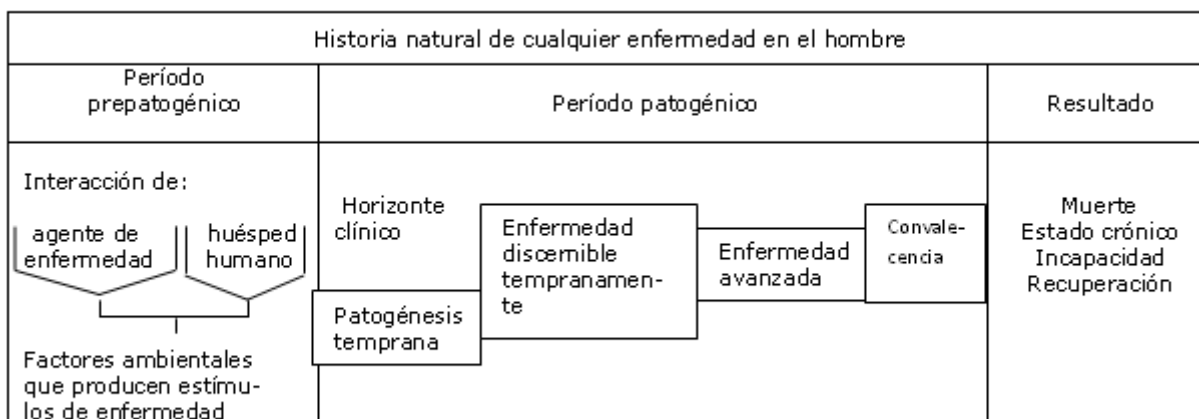 Historia natural de cualquier enfermedad en el hombre
Período
prepatogénico
Período patogénico
Resultado
Interacción de:
agente de
enfermedad
huésped
humano
Factores ambientales
que producen estímu-
los de enfermedad
Horizonte
clínico
Patogénesis
temprana
Enfermedad
discernible
tempranamen-
te
Enfermedad
avanzada
Convale-
cencia
Muerte
Estado crónico
Incapacidad
Recuperación